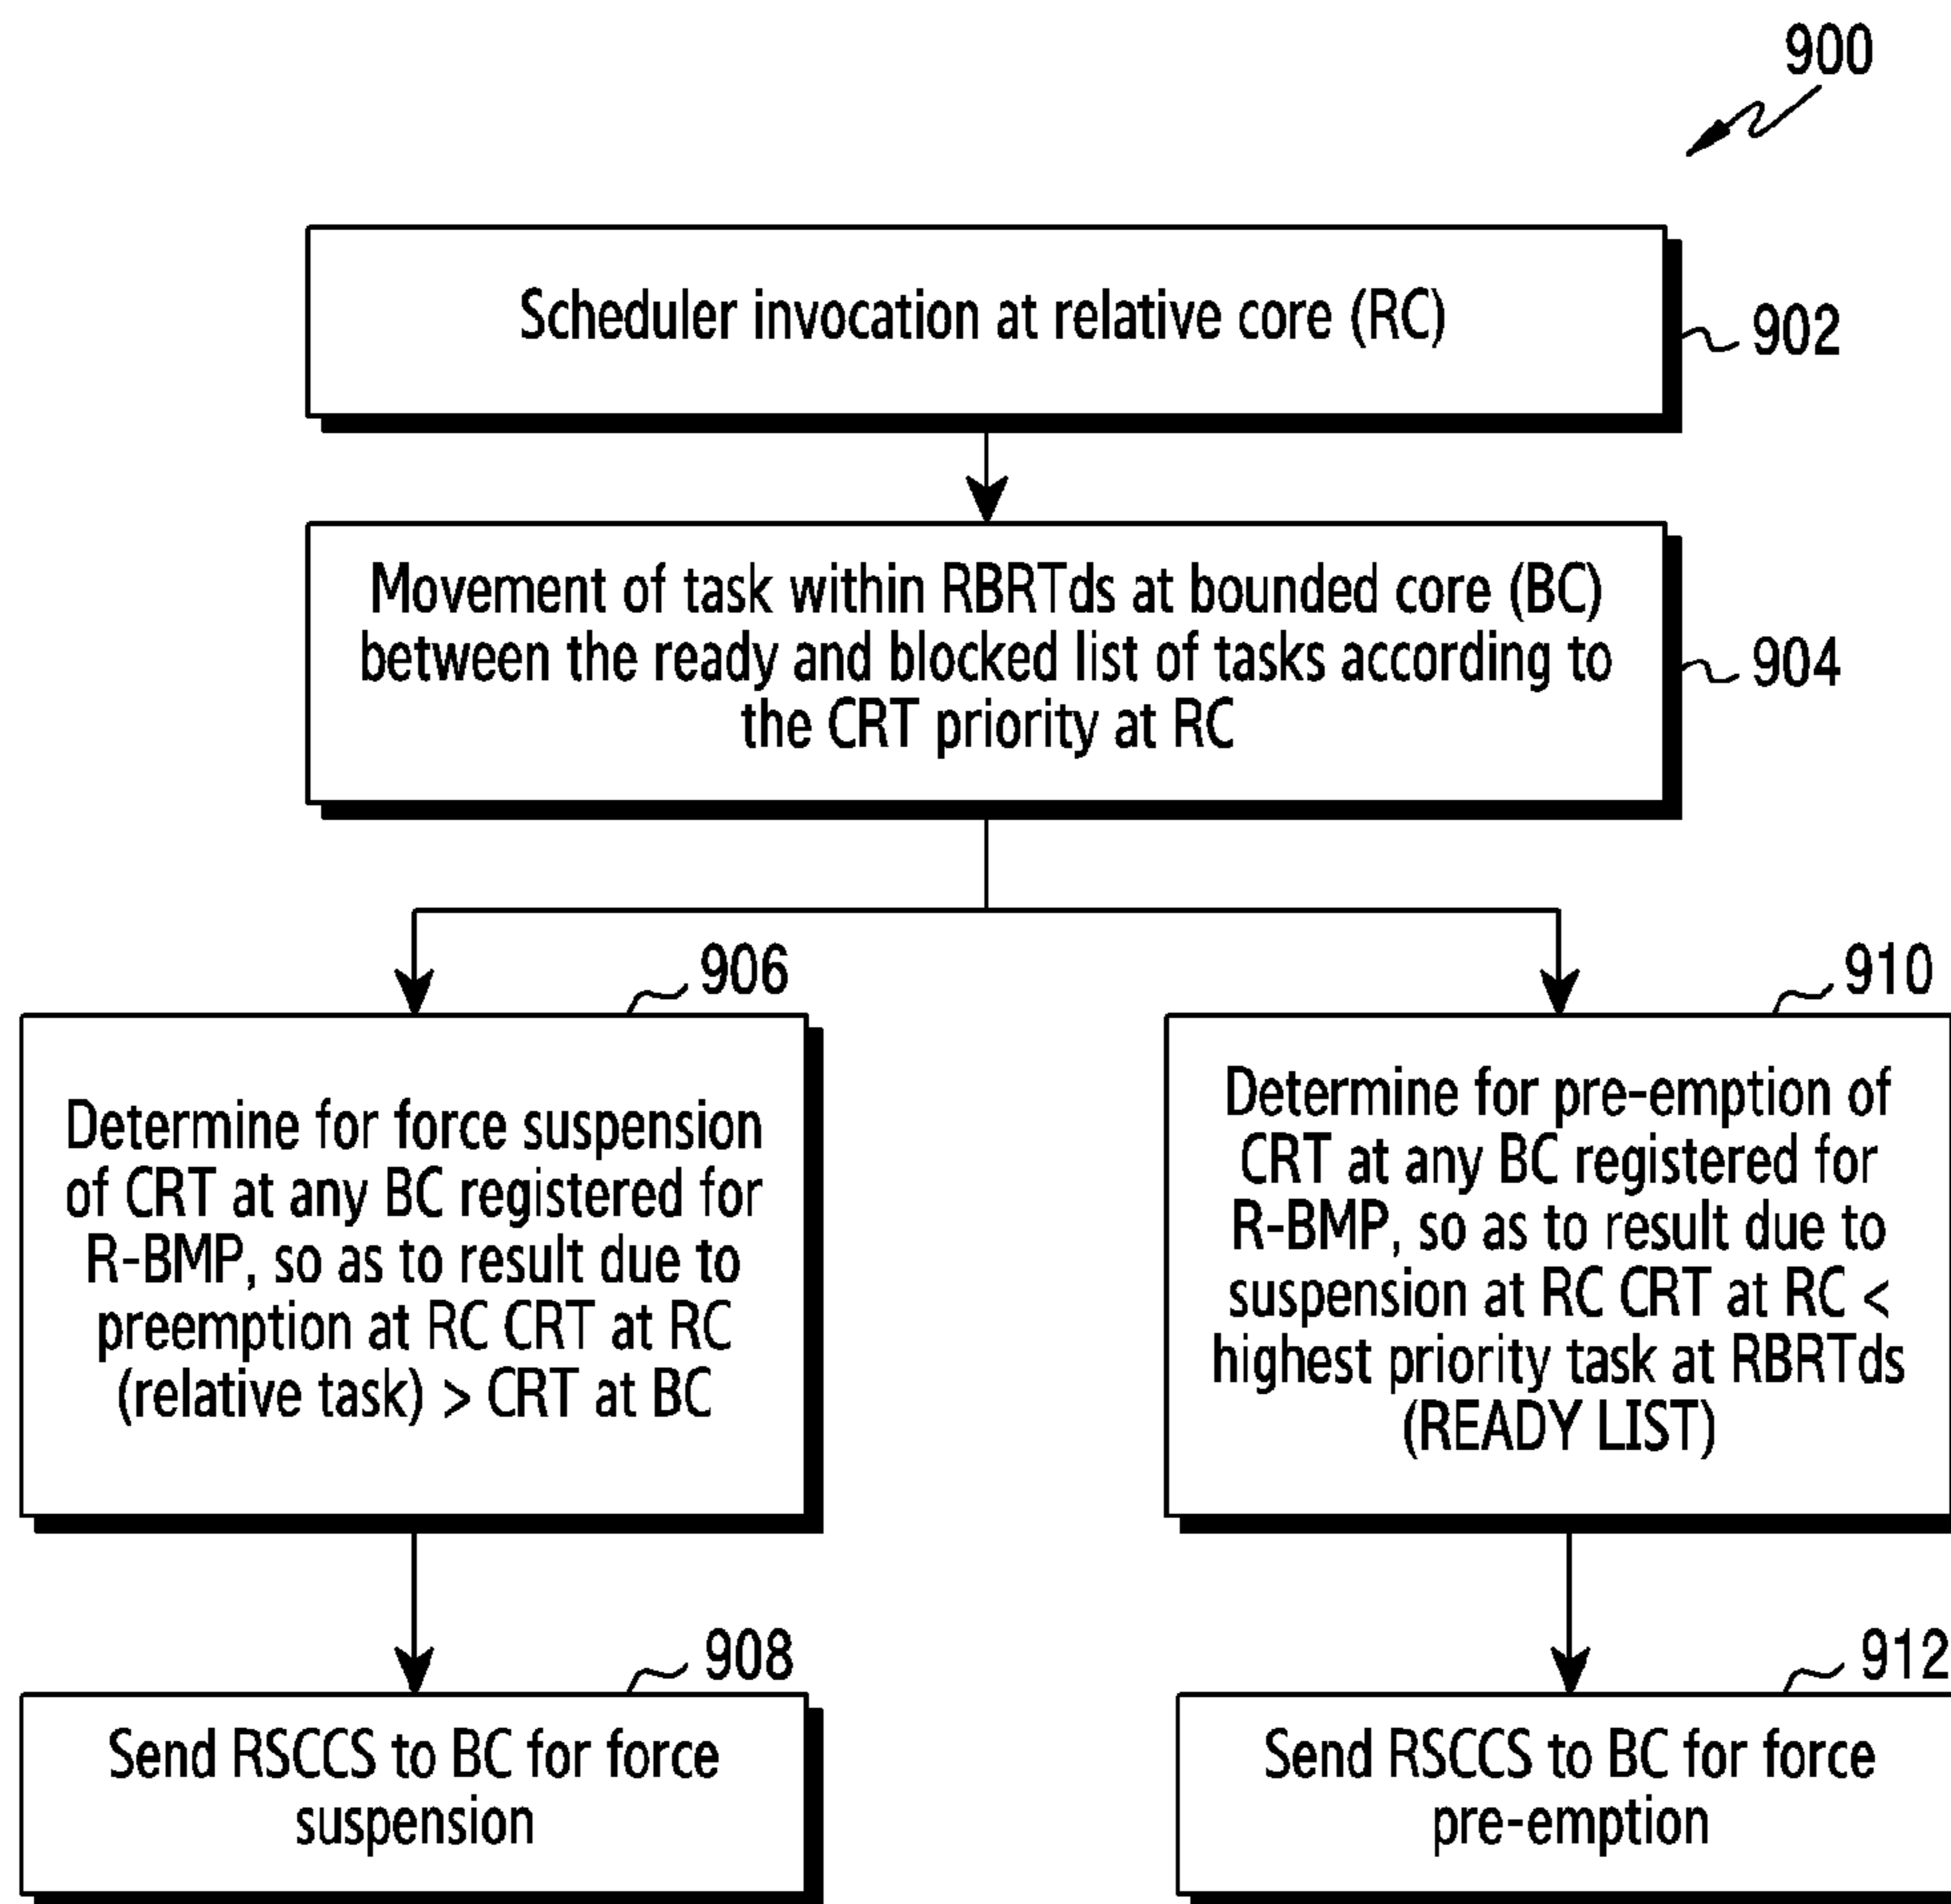 900
Scheduler invocation at relative core (RC)
902
Movement of task within RBRTds at bounded core (BC)
between the ready and blocked list of tasks according to
the CRT priority at RC
904
906
Determine for force suspension
of CRT at any BC registered for
R-BMP, so as to result due to
preemption at RC CRT at RC
(relative task) > CRT at BC
910
Determine for pre-emption of
CRT at any BC registered for
R-BMP, so as to result due to
suspension at RC CRT at RC <
highest priority task at RBRTds
(READY LIST)
908
Send RSCCS to BC for force
suspension
912
Send RSCCS to BC for force
pre-emption